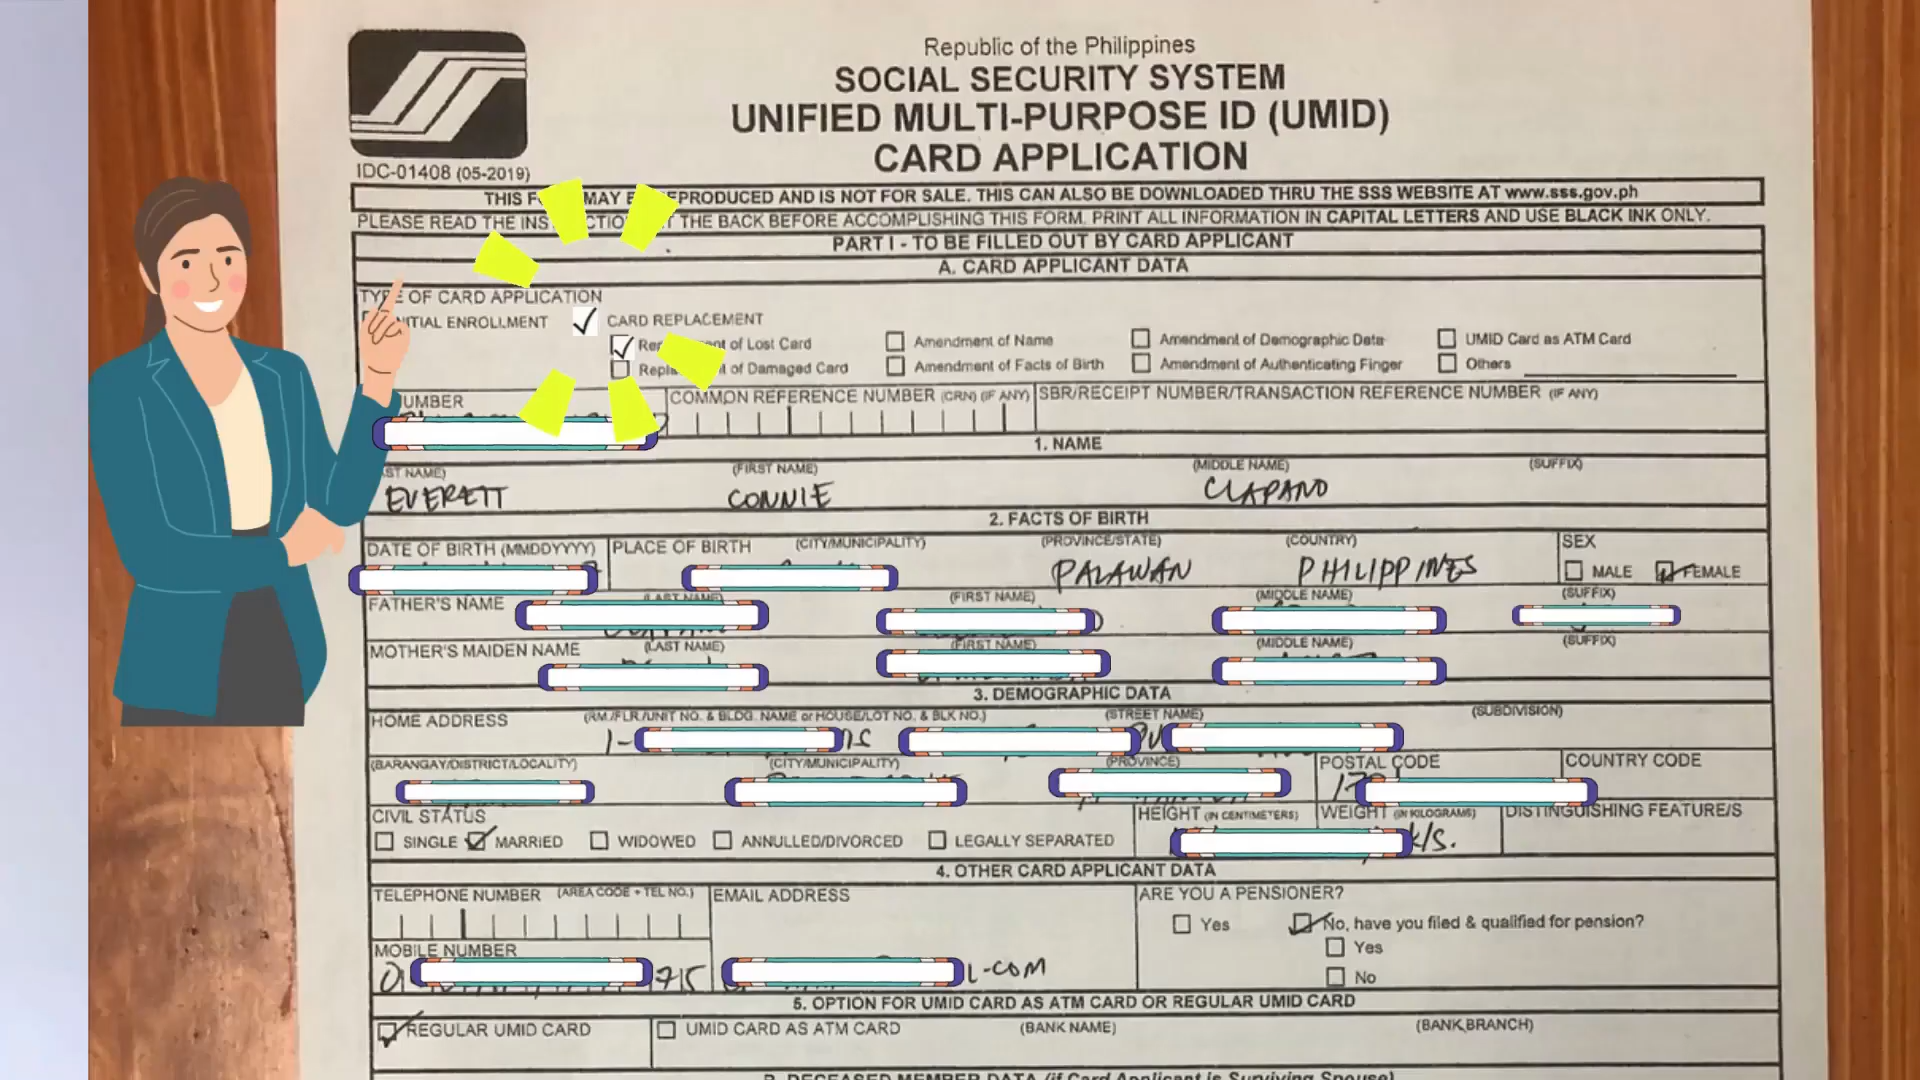 Republic of the Philippines
SOCIAL SECURITY SYSTEM
UNIFIED MULTI-PURPOSE ID (UMID)
CARD APPLICATION
IDC-01408 (05-2019)
THIS MAY REPRODUCED AND IS NOT FOR SALE. THIS CAN ALSO BE DOWNLOADED THRU THE SSS WEBSITE AT www.sss.gov.ph
PLEASE READ THE THE BACK BEFORE ACCOMPLISHING THIS FORM. PRINT ALL INFORMATION IN CAPITAL LETTERS AND USE BLACK INK ONLY.
PART I - TO BE FILLED OUT BY CARD APPLICANT
A. CARD APPLICANT DATA
TYPE OF CARD APPLICATION
ENROLLMENT CARD REPLACEMENT
of Lost Card Amendment of Name Amendment of Demographic Data UMID Card as ATM Card
of Damaged Card Amendment of Facts of Birth Amendment of Authenticating Finger Others
COMMON REFERENCE NUMBER (CRN) (IF ANY) SBR/RECEIPT NUMBER/TRANSACTION REFERENCE NUMBER (IF ANY)
1. NAME
NAME) (FIRST NAME) (MIDDLE NAME) (SUFFIX)
EVERETT CONNIE CLAPANO
2. FACTS OF BIRTH
DATE OF BIRTH (MMDDYYYY) PLACE OF BIRTH (CITY/MUNICIPALITY) (PROVINCE/STATE) (COUNTRY) SEX
PALAWAN PHILIPPINES MALE FEMALE
FATHER'S NAME (LAST NAME) (FIRST NAME) (MIDDLE NAME) (SUFFIX)
MOTHER'S MAIDEN NAME (LAST NAME) (FIRST NAME) (MIDDLE NAME) (SUFFIX)
3. DEMOGRAPHIC DATA
HOME ADDRESS (RM./FLR./UNIT NO. & BLDG. NAME or HOUSE/LOT NO. & BLK NO.) (STREET NAME) (SUBDIVISION)
(BARANGAY/DISTRICT/LOCALITY) (CITY/MUNICIPALITY) (PROVINCE) POSTAL CODE COUNTRY CODE
CIVIL STATUS HEIGHT (IN CENTIMETERS) WEIGHT (IN KILOGRAMS) DISTINGUISHING FEATURE/S
SINGLE MARRIED WIDOWED ANNULLED/DIVORCED LEGALLY SEPARATED
4. OTHER CARD APPLICANT DATA
TELEPHONE NUMBER (AREA CODE + TEL NO.) EMAIL ADDRESS ARE YOU A PENSIONER?
Yes No, have you filed & qualified for pension?
Yes
MOBILE NUMBER
No
715 L.COM
5. OPTION FOR UMID CARD AS ATM CARD OR REGULAR UMID CARD
REGULAR UMID CARD UMID CARD AS ATM CARD (BANK NAME) (BANK BRANCH)